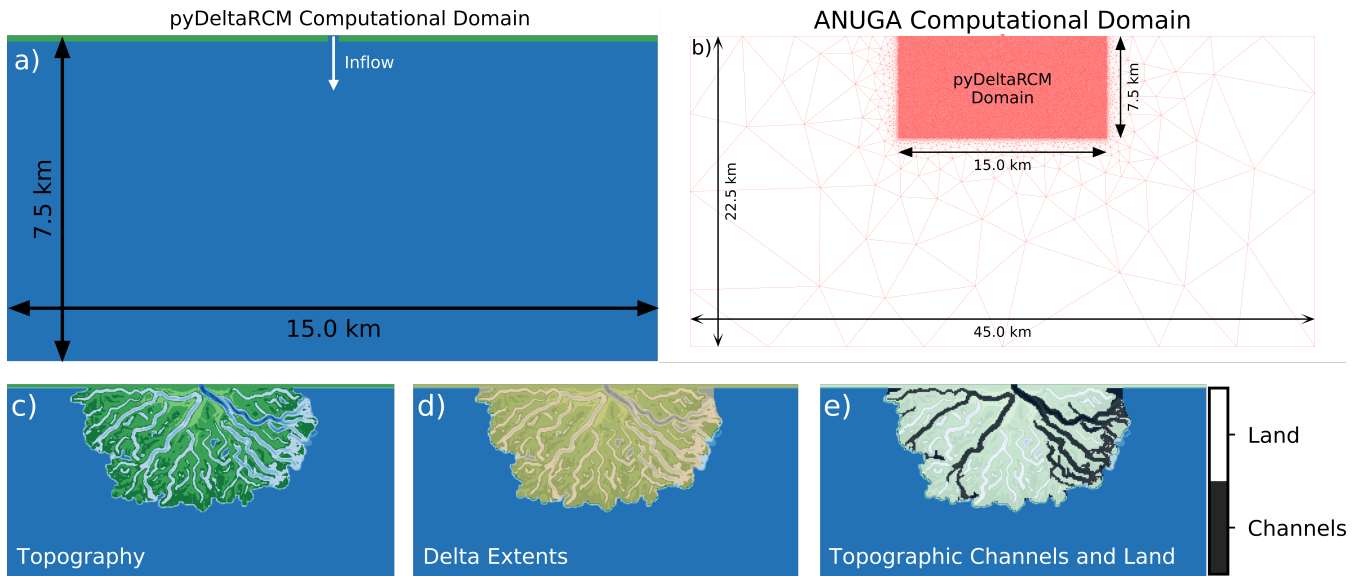 pyDeltaRCM Computational Domain
a)
Inflow
7.5 km
15.0 km
ANUGA Computational Domain
b)
pyDeltaRCM
Domain
7.5 km
15.0 km
22.5 km
45.0 km
c)
Topography
d)
Delta Extents
e)
Topographic Channels and Land
Land
Channels